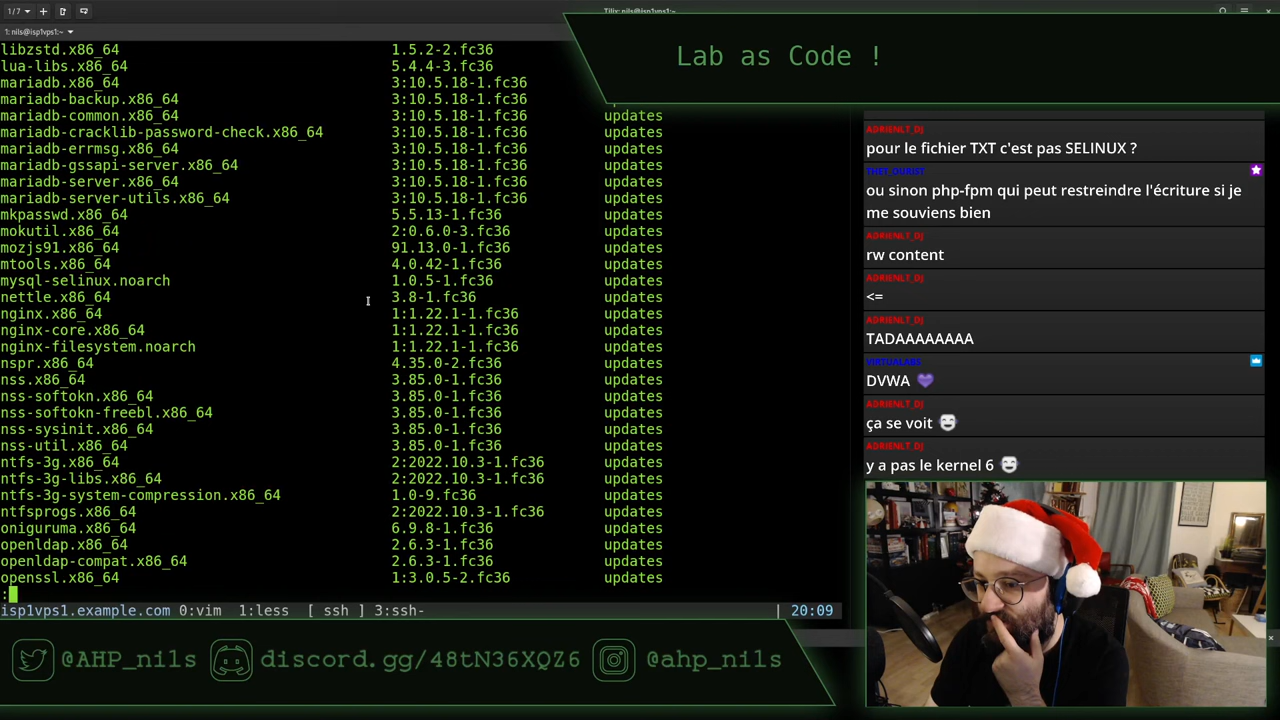 1/7
Tilix: nils@isp1vps1:~
1: nils@isp1vps1:~
Lab as Code !
libzstd.x86_64 1.5.2-2.fc36
lua-libs.x86_64 5.4.4-3.fc36
mariadb.x86_64 3:10.5.18-1.fc36
mariadb-backup.x86_64 3:10.5.18-1.fc36
mariadb-common.x86_64 3:10.5.18-1.fc36 updates
mariadb-cracklib-password-check.x86_64 3:10.5.18-1.fc36 updates
mariadb-errmsg.x86_64 3:10.5.18-1.fc36 updates
mariadb-gssapi-server.x86_64 3:10.5.18-1.fc36 updates
mariadb-server.x86_64 3:10.5.18-1.fc36 updates
mariadb-server-utils.x86_64 3:10.5.18-1.fc36 updates
mkpasswd.x86_64 5.5.13-1.fc36 updates
mokutil.x86_64 2:0.6.0-3.fc36 updates
mozjs91.x86_64 91.13.0-1.fc36 updates
mtools.x86_64 4.0.42-1.fc36 updates
mysql-selinux.noarch 1.0.5-1.fc36 updates
nettle.x86_64 3.8-1.fc36 updates
nginx.x86_64 1:1.22.1-1.fc36 updates
nginx-core.x86_64 1:1.22.1-1.fc36 updates
nginx-filesystem.noarch 1:1.22.1-1.fc36 updates
nspr.x86_64 4.35.0-2.fc36 updates
nss.x86_64 3.85.0-1.fc36 updates
nss-softokn.x86_64 3.85.0-1.fc36 updates
nss-softokn-freebl.x86_64 3.85.0-1.fc36 updates
nss-sysinit.x86_64 3.85.0-1.fc36 updates
nss-util.x86_64 3.85.0-1.fc36 updates
ntfs-3g.x86_64 2:2022.10.3-1.fc36 updates
ntfs-3g-libs.x86_64 2:2022.10.3-1.fc36 updates
ntfs-3g-system-compression.x86_64 1.0-9.fc36 updates
ntfsprogs.x86_64 2:2022.10.3-1.fc36 updates
oniguruma.x86_64 6.9.8-1.fc36 updates
openldap.x86_64 2.6.3-1.fc36 updates
openldap-compat.x86_64 2.6.3-1.fc36 updates
openssl.x86_64 1:3.0.5-2.fc36 updates
:
isp1vps1.example.com 0:vim 1:less [ ssh ] 3:ssh- | 20:09
ADRIENLT_DJ
pour le fichier TXT c'est pas SELINUX ?
THET_OURIST
ou sinon php-fpm qui peut restreindre l'écriture si je
me souviens bien
ADRIENLT_DJ
rw content
ADRIENLT_DJ
<=
ADRIENLT_DJ
TADAAAAAAAA
VIRTUALABS
DVWA 💜
ADRIENLT_DJ
ça se voit
ADRIENLT_DJ
y a pas le kernel 6
@AHP_nils discord.gg/48tN36XQZ6 @ahp_nils